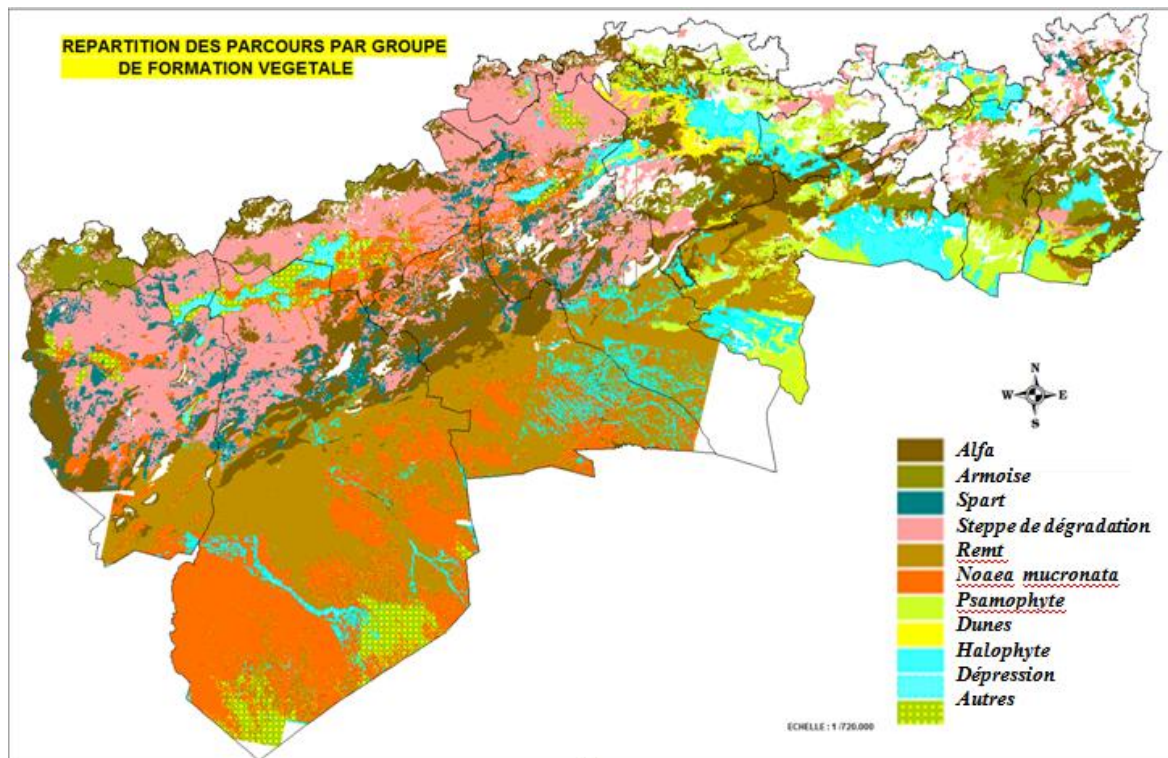 REPARTITION DES PARCOURS PAR GROUPE
DE FORMATION VEGETALE
N
W E
S
Alfa
Armoise
Spart
Steppe de dégradation
Remt
Noaea mucronata
Psamophyte
Dunes
Halophyte
Dépression
Autres
ECHELLE : 1 /720.000